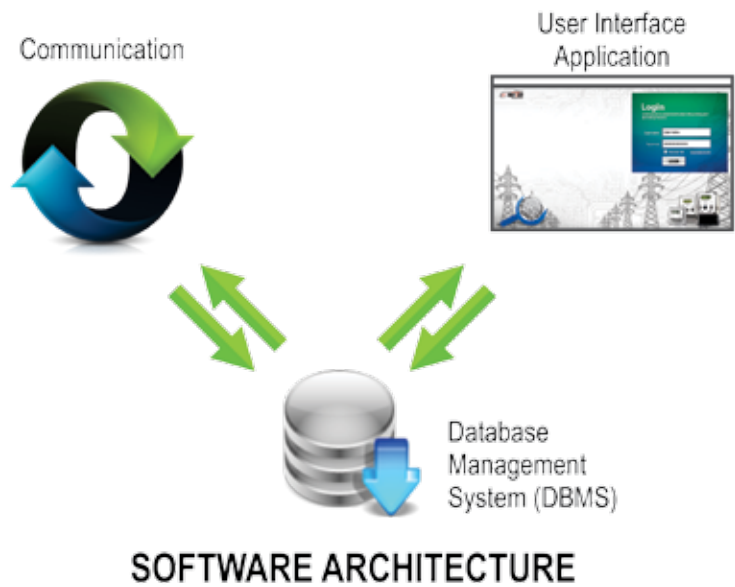 Communication
User Interface
Application
Login
Database
Management
System (DBMS)
SOFTWARE ARCHITECTURE